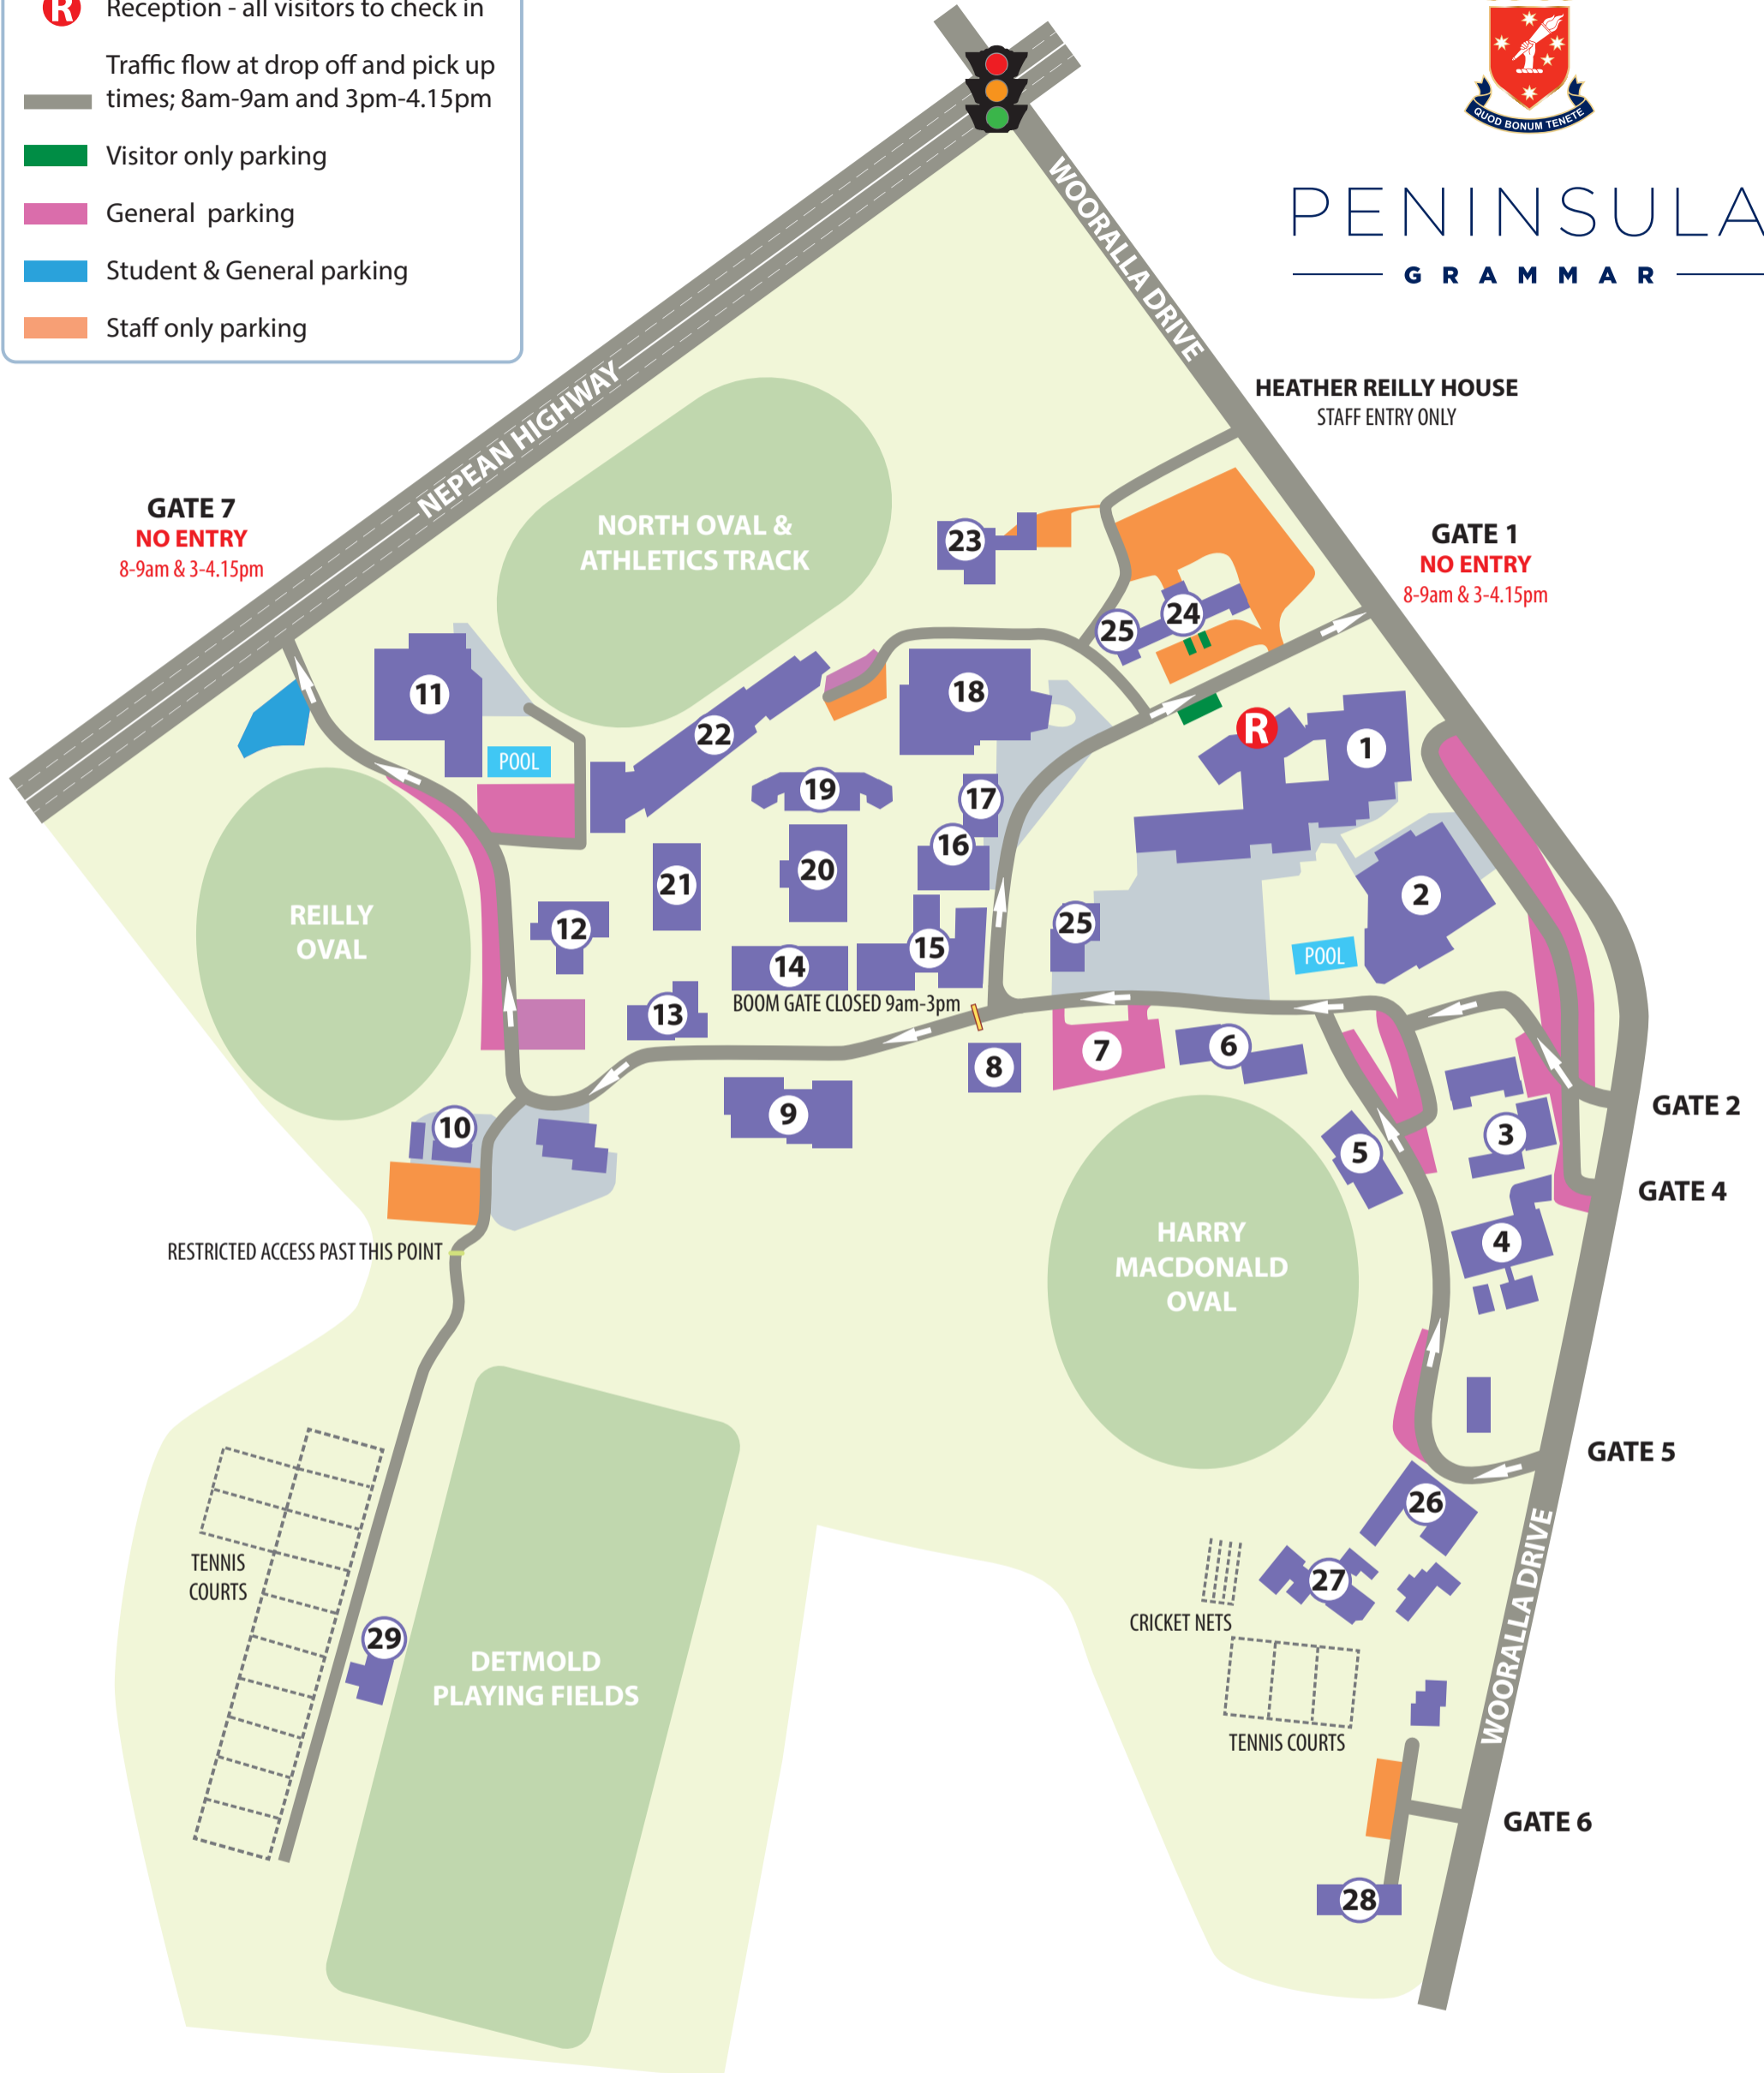 R Reception - all visitors to check in
Traffic flow at drop off and pick up
times; 8am-9am and 3pm-4.15pm
Visitor only parking
General parking
Student & General parking
Staff only parking
QUOD BONUM TENETE
PENINSULA
GRAMMAR
WOORALLA DRIVE
NEPEAN HIGHWAY
HEATHER REILLY HOUSE
STAFF ENTRY ONLY
GATE 7
NO ENTRY
8-9am & 3-4.15pm
NORTH OVAL &
ATHLETICS TRACK
GATE 1
NO ENTRY
8-9am & 3-4.15pm
23
24
25
11
22
18
R
1
POOL
19
17
16
20
21
2
REILLY
OVAL
12
25
15
14
POOL
BOOM GATE CLOSED 9am-3pm
13
7
6
8
GATE 2
9
10
3
5
GATE 4
HARRY
MACDONALD
OVAL
4
RESTRICTED ACCESS PAST THIS POINT
GATE 5
26
TENNIS
COURTS
27
CRICKET NETS
29
DETMOLD
PLAYING FIELDS
WOORALLA DRIVE
TENNIS COURTS
GATE 6
28